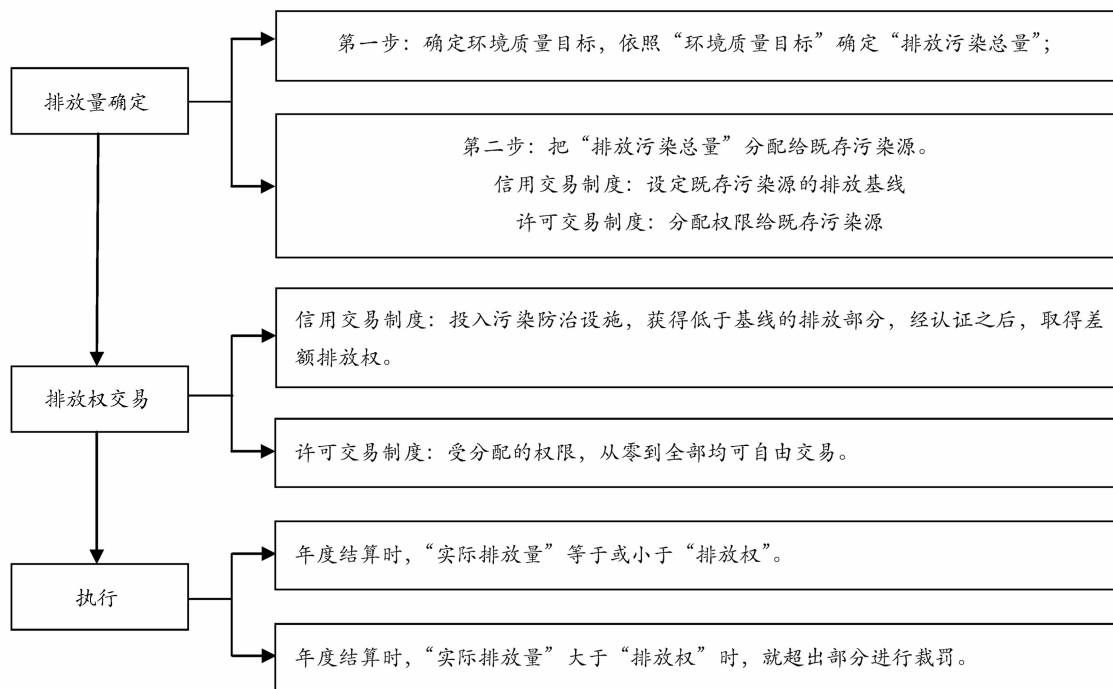 第一步：确定环境质量目标，依照“环境质量目标”确定“排放污染总量”；
排放量确定
第二步：把“排放污染总量”分配给既存污染源。
信用交易制度：设定既存污染源的排放基线
许可交易制度：分配权限给既存污染源
信用交易制度：投入污染防治设施，获得低于基线的排放部分，经认证之后，取得差
额排放权。
排放权交易
许可交易制度：受分配的权限，从零到全部均可自由交易。
年度结算时，“实际排放量”等于或小于“排放权”。
执行
年度结算时，“实际排放量”大于“排放权”时，就超出部分进行裁罚。